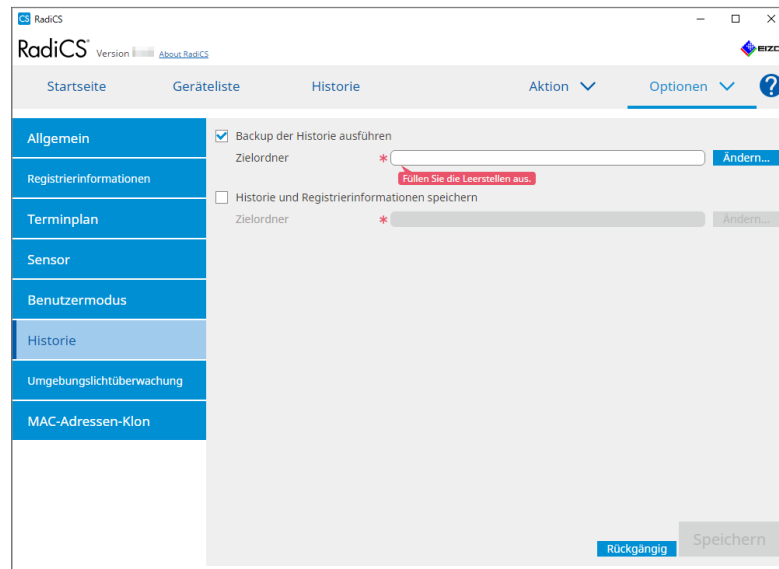 CS RadiCS
RadiCS® Version About RadiCS
EIZO
Startseite Geräteliste Historie Aktion Optionen ?
Allgemein
Registrierinformationen
Terminplan
Sensor
Benutzermodus
Historie
Umgebungslichtüberwachung
MAC-Adressen-Klon
Backup der Historie ausführen
Zielordner * Ändern...
Füllen Sie die Leerstellen aus.
Historie und Registrierinformationen speichern
Zielordner * Ändern...
Rückgängig Speichern